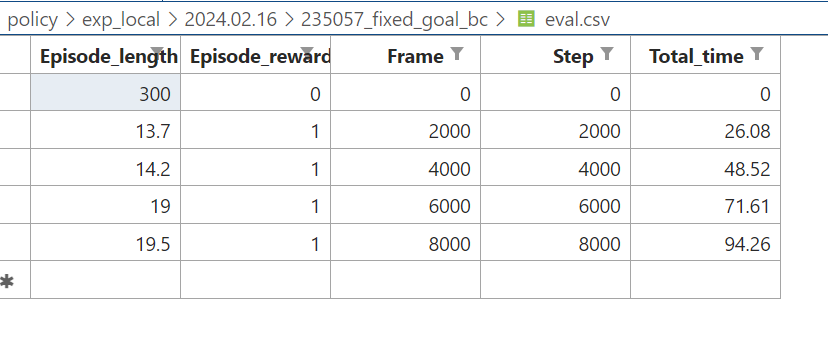 policy > exp_local > 2024.02.16 > 235057_fixed_goal_bc > eval.csv
Episode_length Episode_reward Frame Step Total_time
300 0 0 0 0
13.7 1 2000 2000 26.08
14.2 1 4000 4000 48.52
19 1 6000 6000 71.61
19.5 1 8000 8000 94.26
✱